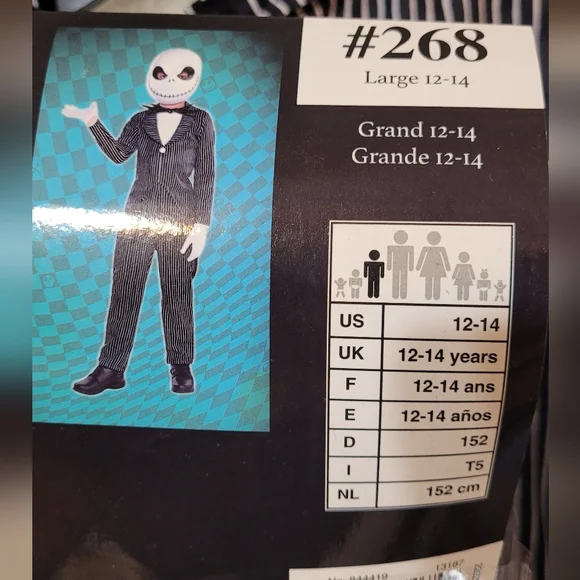 #268
Large 12-14
Grand 12-14
Grande 12-14
US 12-14
UK 12-14 years
F 12-14 ans
E 12-14 años
D 152
I T5
NL 152 cm